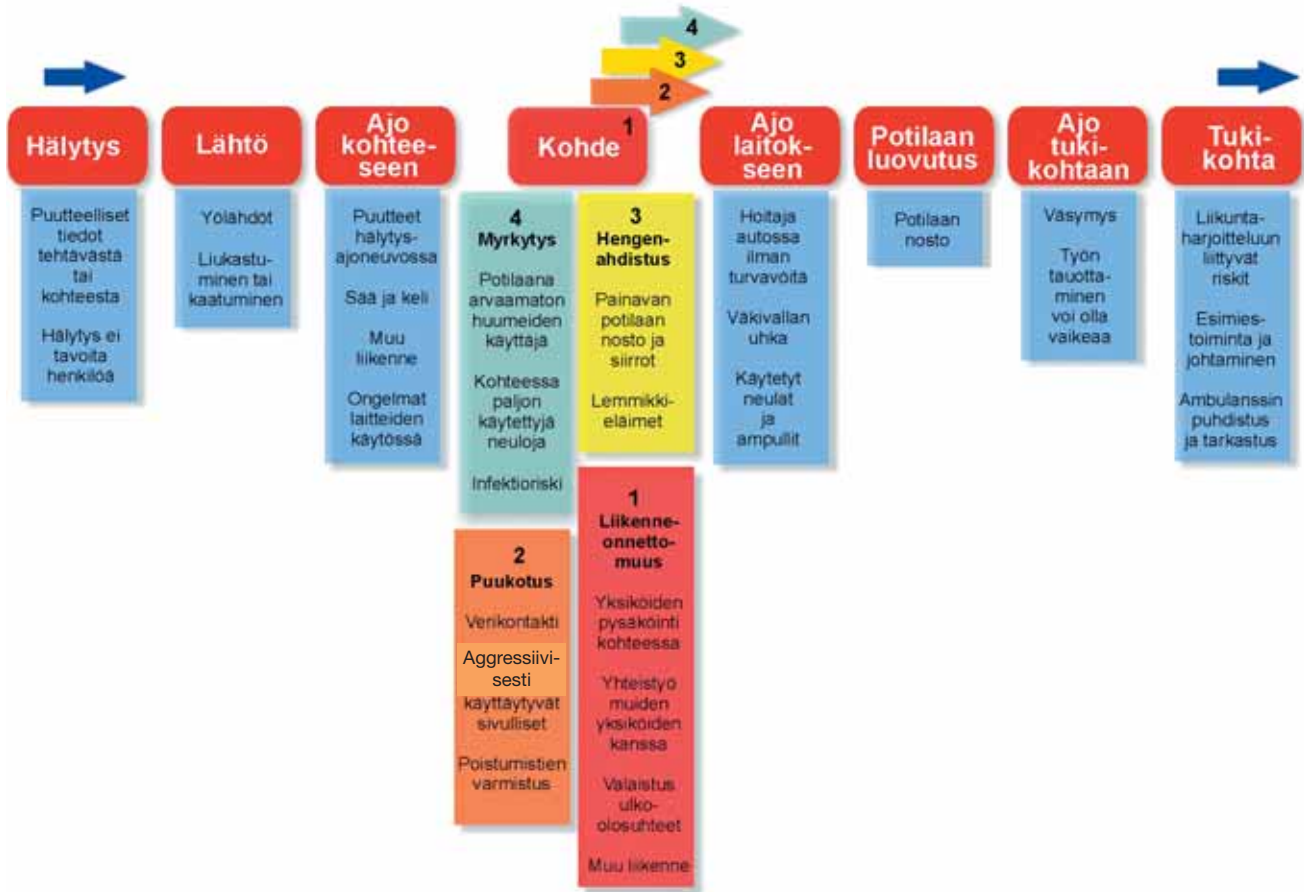 4
3
2
Hälytys
Puutteelliset
tiedot
tehtävästä
tai
kohteesta
Hälytys ei
tavoita
henkilöä
Lähtö
Yölähdöt
Liukastu-
minen tai
kaatuminen
Ajo
kohtee-
seen
Puutteet
hälytys-
ajoneuvossa
Sää ja keli
Muu
liikenne
Ongelmat
laitteiden
käytössä
Kohde 1
4
Myrkytys
Potilaana
arvaamaton
huumeiden
käyttäjä
Kohteessa
paljon
käytettyjä
neuloja
Infektioriski
3
Hengen-
ahdistus
Painavan
potilaan
nosto ja
siirrot
Lemmikki-
eläimet
2
Puukotus
Verikontakti
Aggressiivi-
sesti
käyttäytyvät
sivulliset
Poistumistien
varmistus
1
Liikenne-
onnetto-
muus
Yksiköiden
pysäköinti
kohteessa
Yhteistyö
muiden
yksiköiden
kanssa
Valaistus
ulko-
olosuhteet
Muu liikenne
Ajo
laitok-
seen
Hoitaja
autossa
ilman
turvavöitä
Väkivallan
uhka
Käytetyt
neulat
ja
ampullit
Potilaan
luovutus
Potilaan
nosto
Ajo
tuki-
kohtaan
Väsymys
Työn
tauotta-
minen
voi olla
vaikeaa
Tuki-
kohta
Liikunta-
harjoitteluun
liittyvät
riskit
Esimies-
toiminta ja
johtaminen
Ambulanssin
puhdistus
ja tarkastus